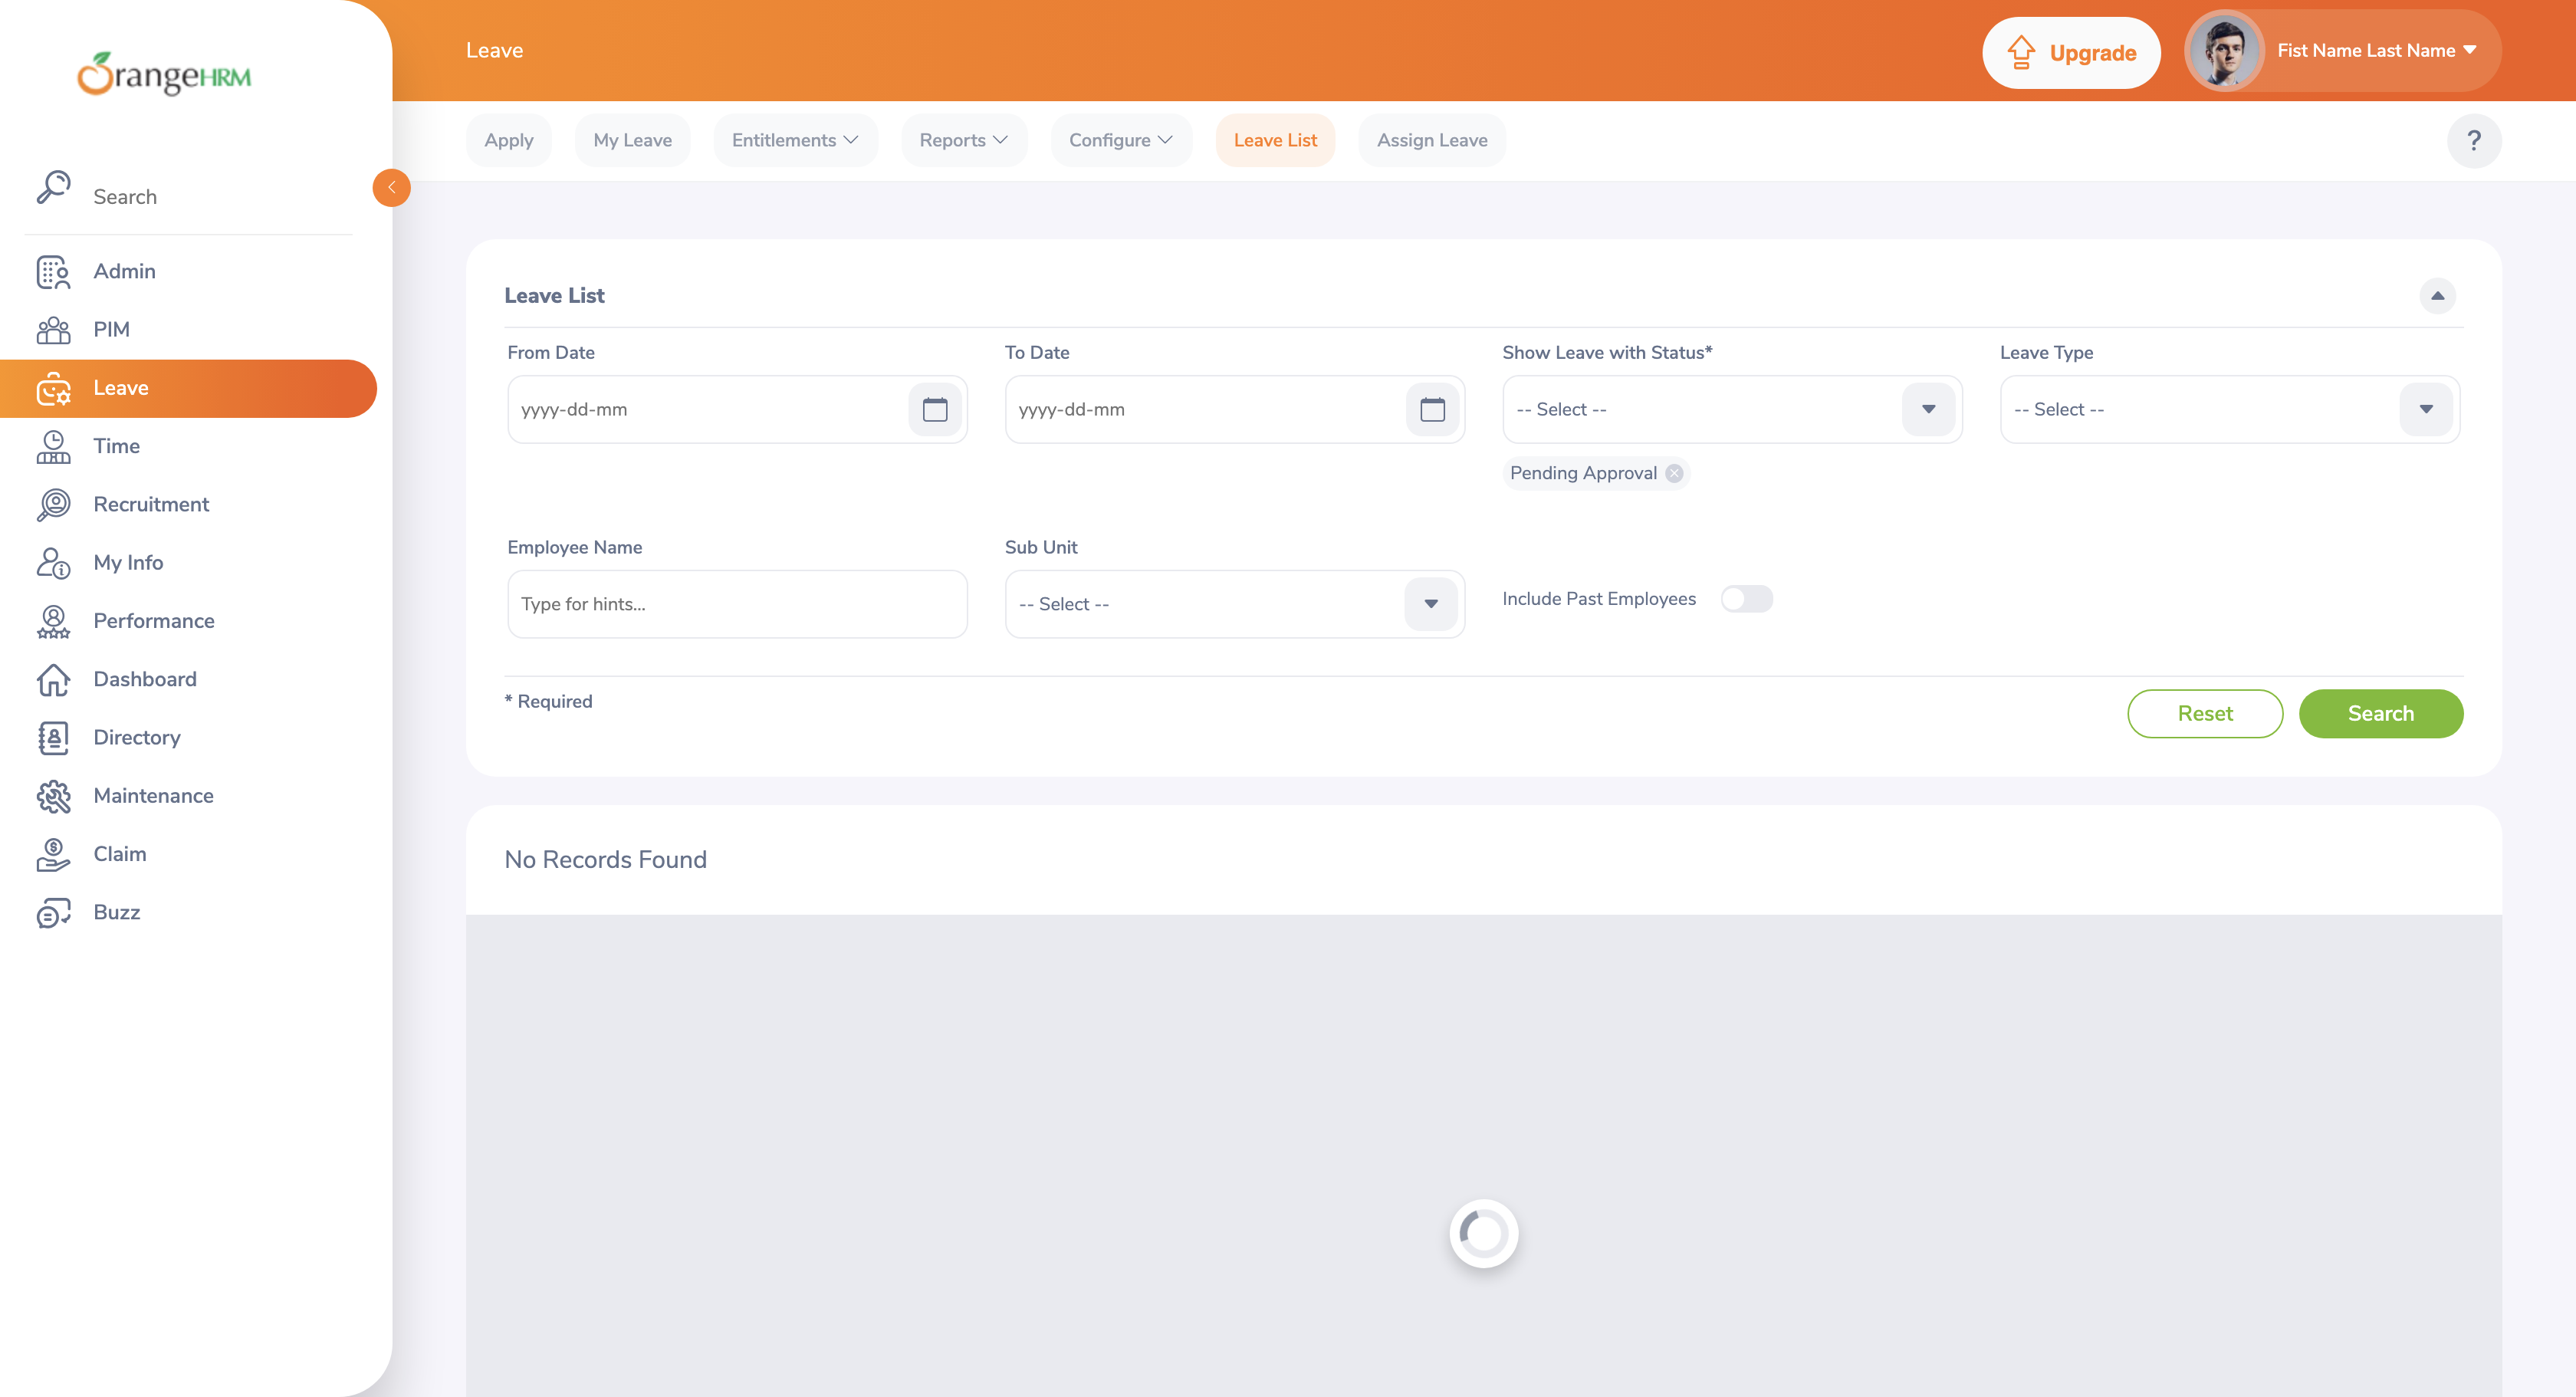 OrangeHRM
Leave
Upgrade
Fist Name Last Name
Apply
My Leave
Entitlements
Reports
Configure
Leave List
Assign Leave
?
Search
Admin
PIM
Leave
Time
Recruitment
My Info
Performance
Dashboard
Directory
Maintenance
Claim
Buzz
Leave List
From Date
To Date
Show Leave with Status*
Leave Type
yyyy-dd-mm
yyyy-dd-mm
-- Select --
-- Select --
Pending Approval
Employee Name
Sub Unit
Type for hints...
-- Select --
Include Past Employees
* Required
Reset
Search
No Records Found